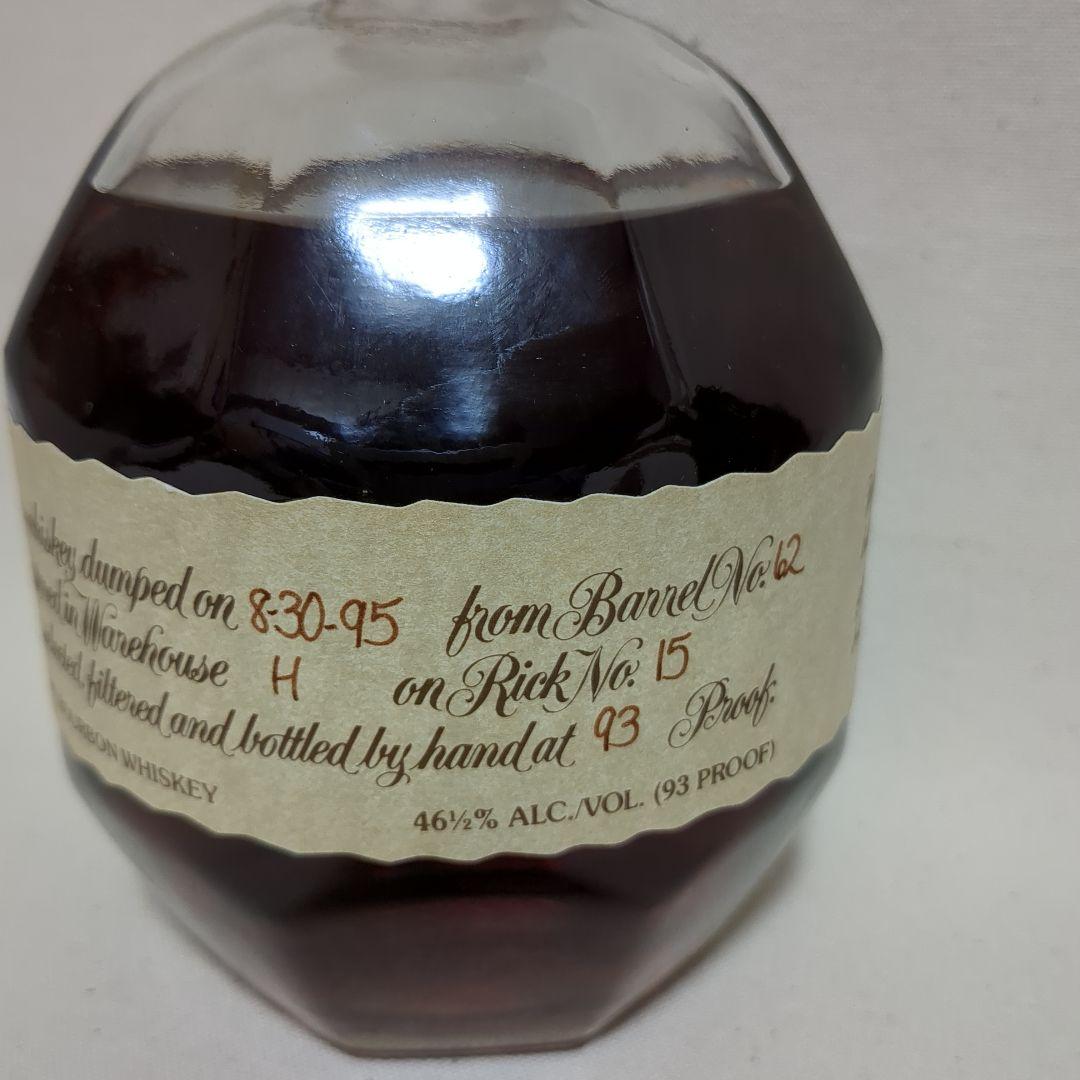 whiskey dumped on 8-30-95 from Barrel No. 62
in Warehouse H on Rick No. 15
filtered and bottled by hand at 93 Proof.
BOURBON WHISKEY 46½% ALC./VOL. (93 PROOF)